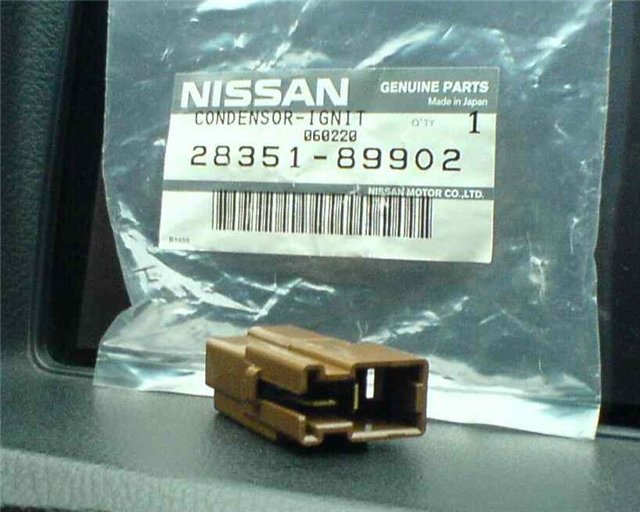 NISSAN GENUINE PARTS
Made in Japan
CONDENSOR-IGNIT Q'TY 1
060220
28351-89902
NISSAN MOTOR CO.,LTD.